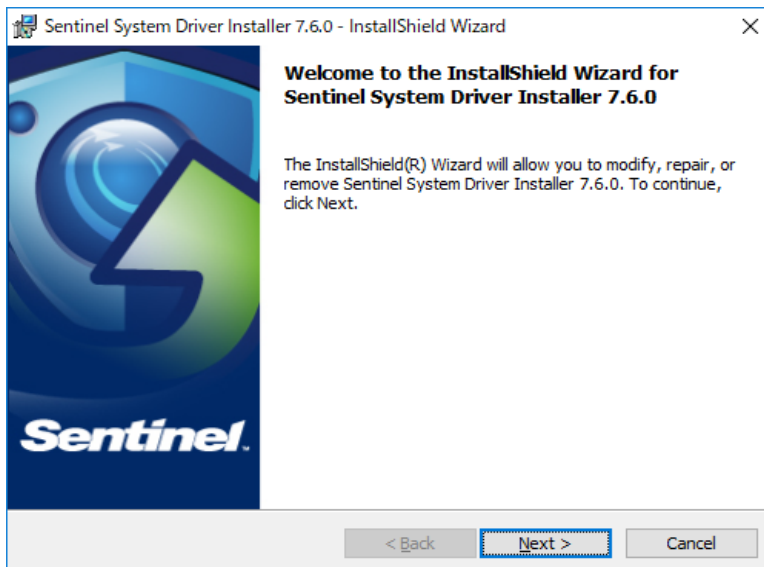 Sentinel System Driver Installer 7.6.0 - InstallShield Wizard
Welcome to the InstallShield Wizard for
Sentinel System Driver Installer 7.6.0
The InstallShield(R) Wizard will allow you to modify, repair, or
remove Sentinel System Driver Installer 7.6.0. To continue,
click Next.
Sentinel™
< Back
Next >
Cancel